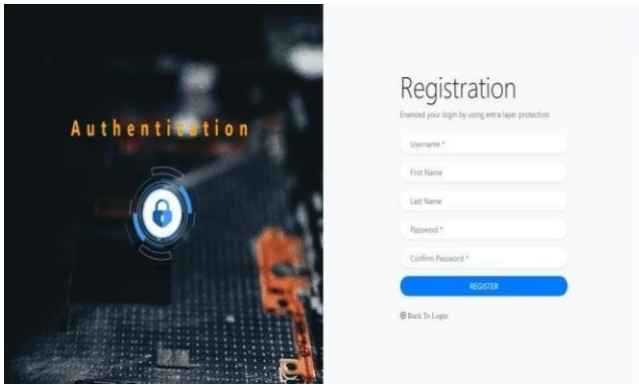 Authentication
Registration
Enanced your login by using extra layer protection
Username *
First Name
Last Name
Password *
Confirm Password *
REGISTER
Back To Login